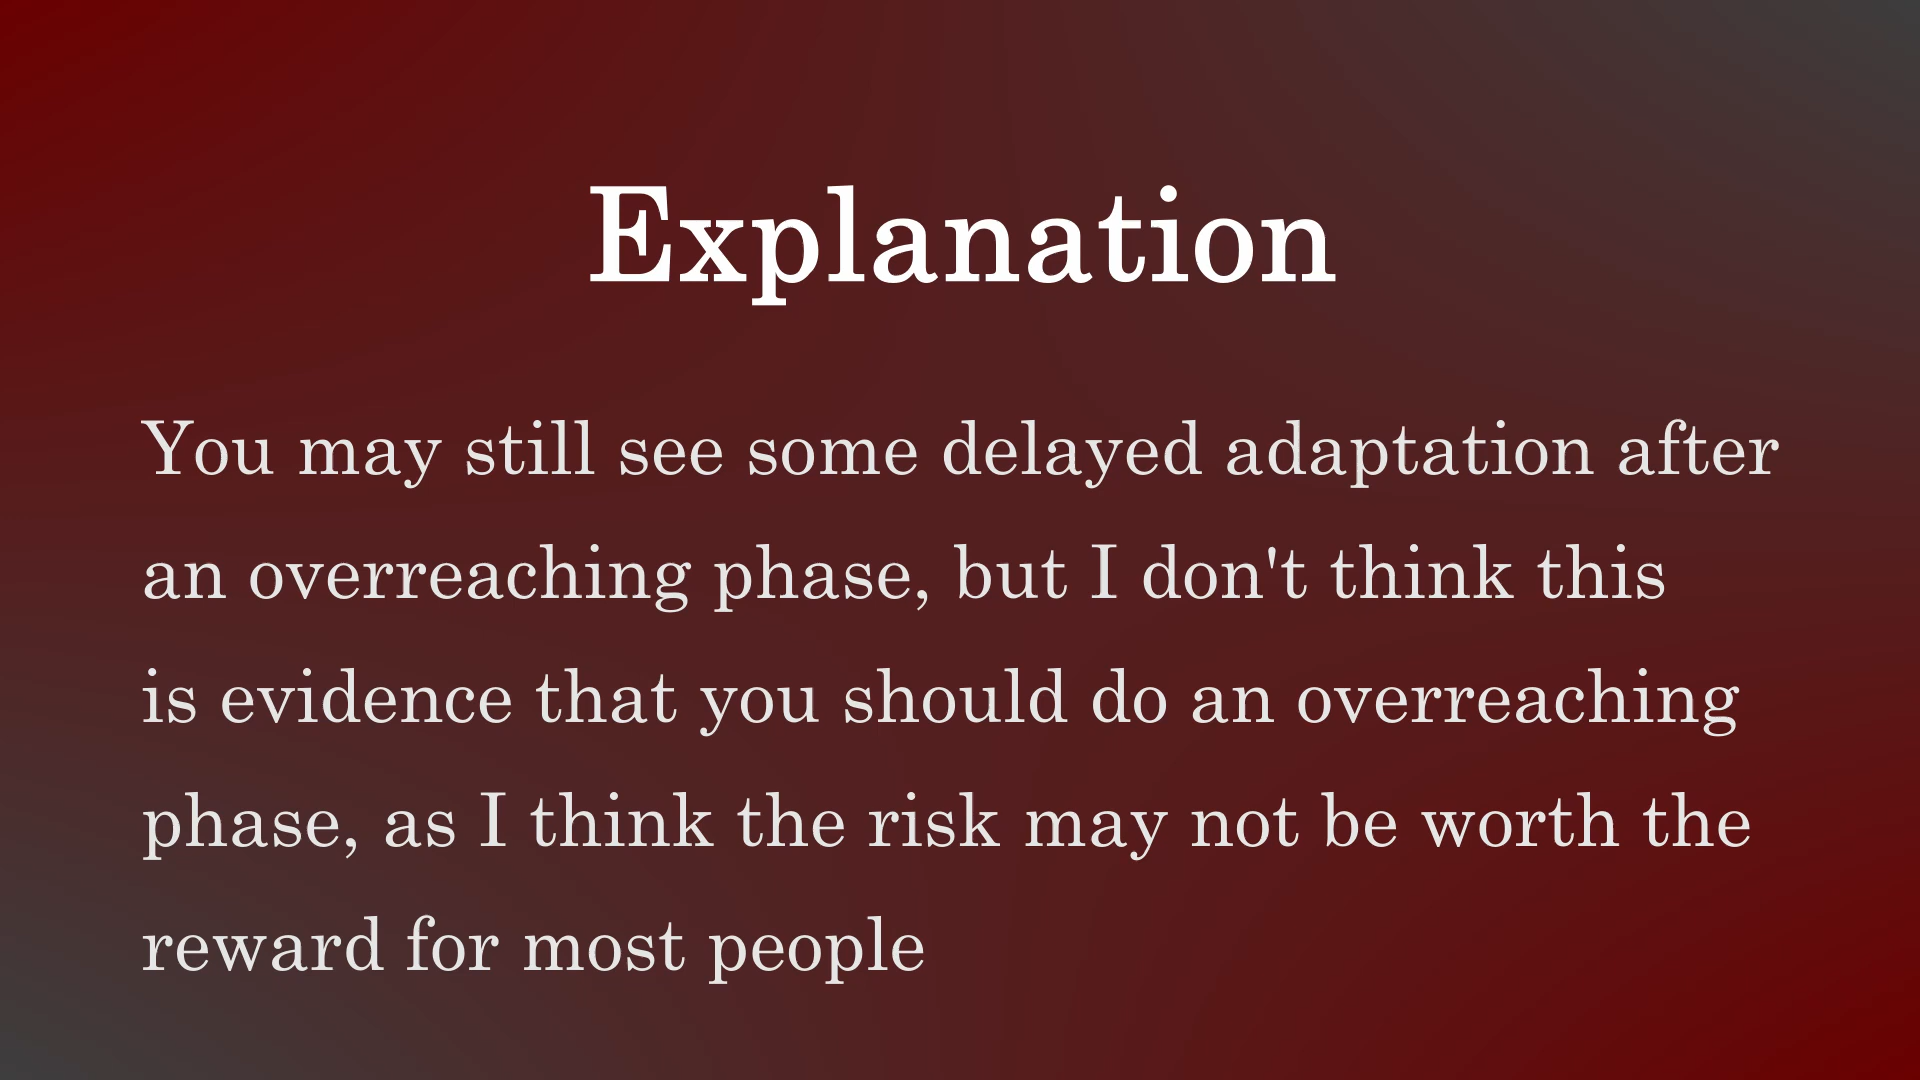 Explanation
You may still see some delayed adaptation after
an overreaching phase, but I don't think this
is evidence that you should do an overreaching
phase, as I think the risk may not be worth the
reward for most people